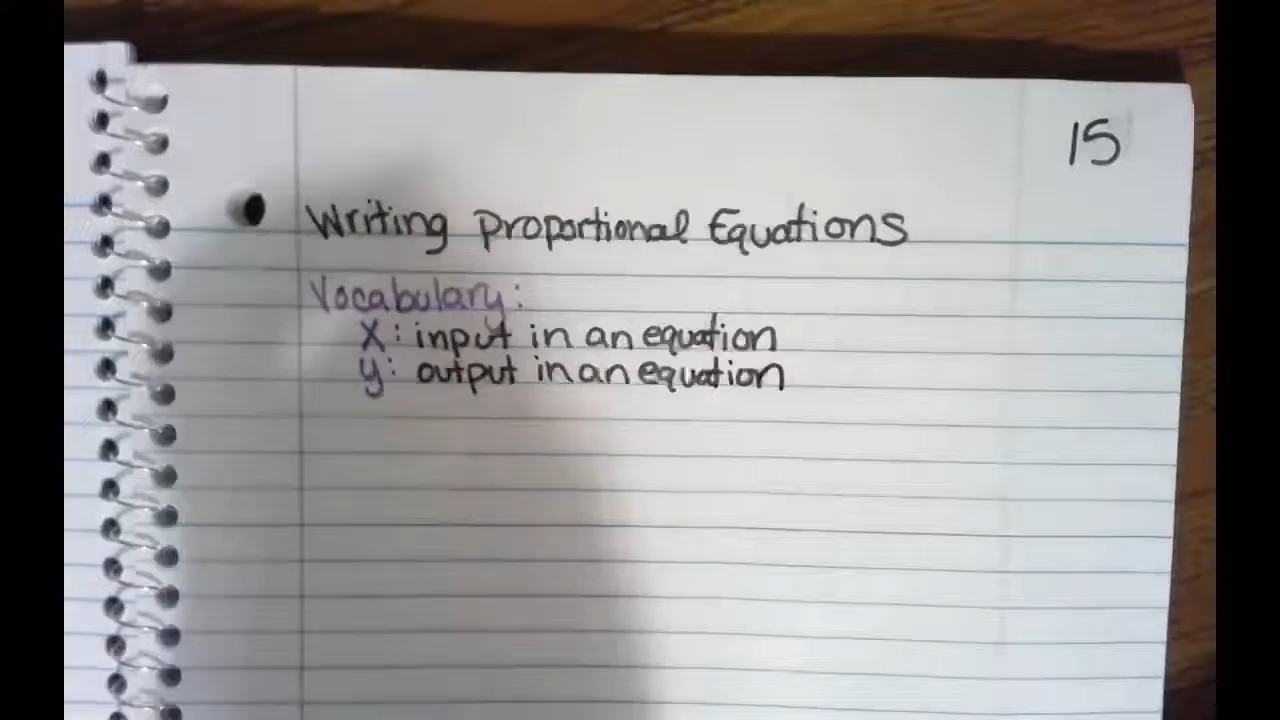 15
Writing Proportional Equations
Vocabulary:
x: input in an equation
y: output in an equation